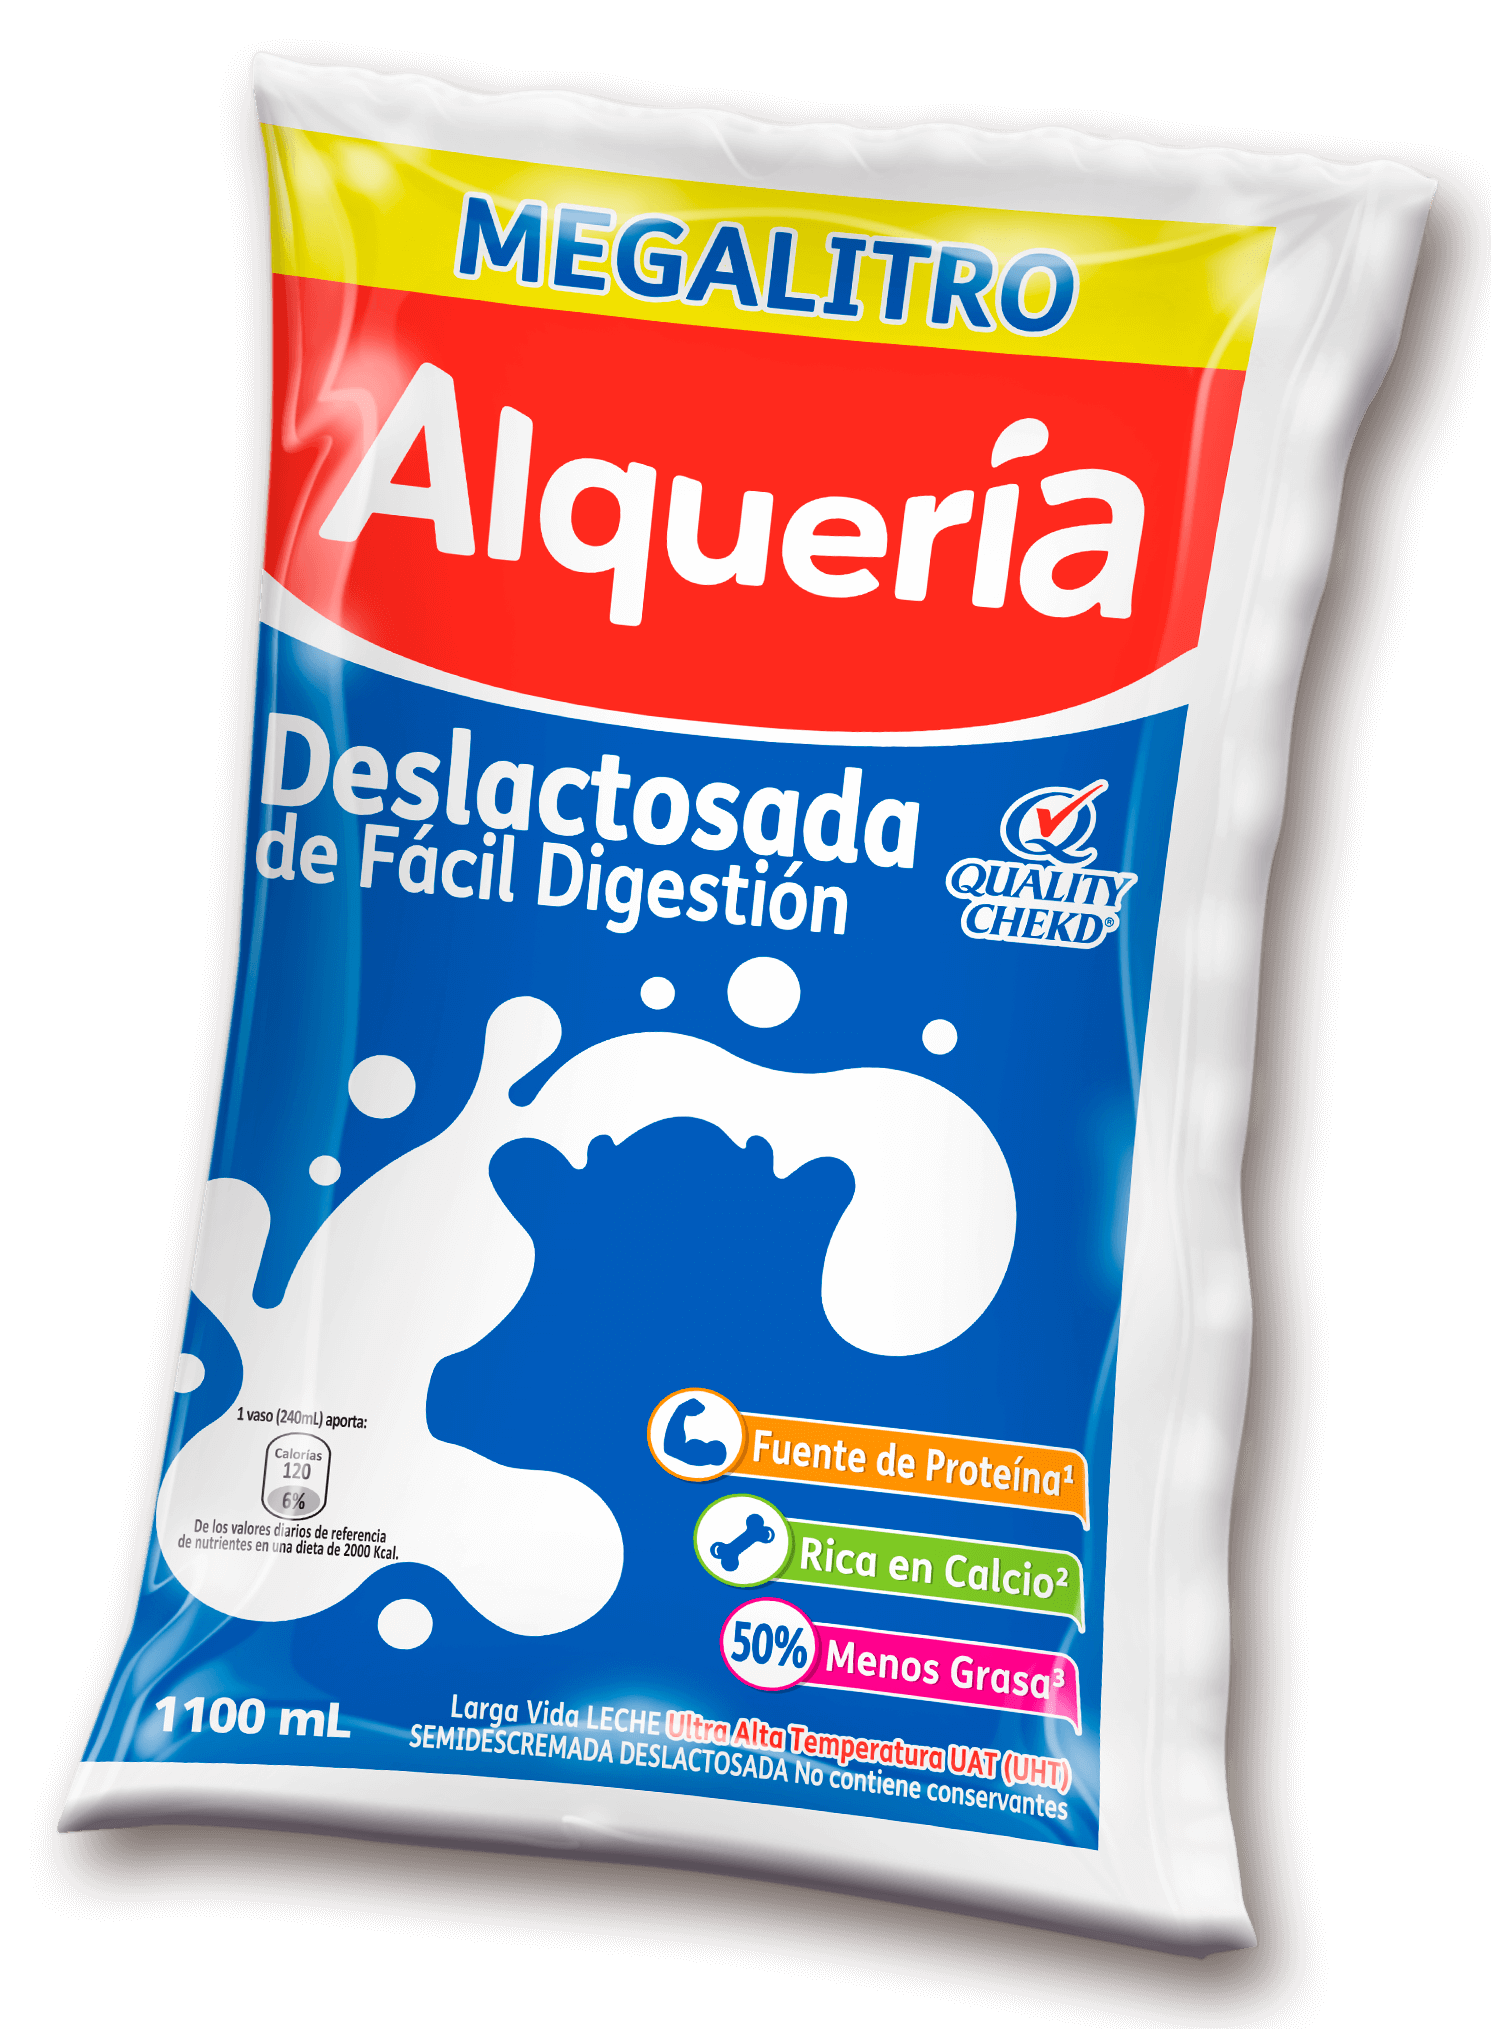 MEGALITRO
Alquería
Deslactosada
de Fácil Digestión
QUALITY
CHEKD®
1 vaso (240mL) aporta:
Calorías
120
6%
De los valores diarios de referencia
de nutrientes en una dieta de 2000 Kcal.
Fuente de Proteína¹
Rica en Calcio²
50% Menos Grasa³
1100 mL
Larga Vida LECHE Ultra Alta Temperatura UAT (UHT)
SEMIDESCREMADA DESLACTOSADA No contiene conservantes